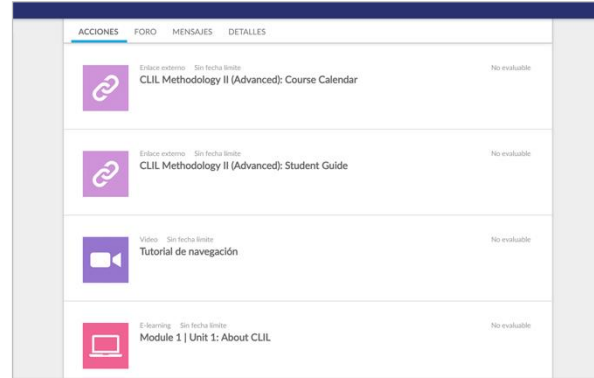 ACCIONES FORO MENSAJES DETALLES
Enlace externo Sin fecha límite No evaluable
CLIL Methodology II (Advanced): Course Calendar
Enlace externo Sin fecha límite No evaluable
CLIL Methodology II (Advanced): Student Guide
Video Sin fecha límite No evaluable
Tutorial de navegación
E-learning Sin fecha límite No evaluable
Module 1 | Unit 1: About CLIL